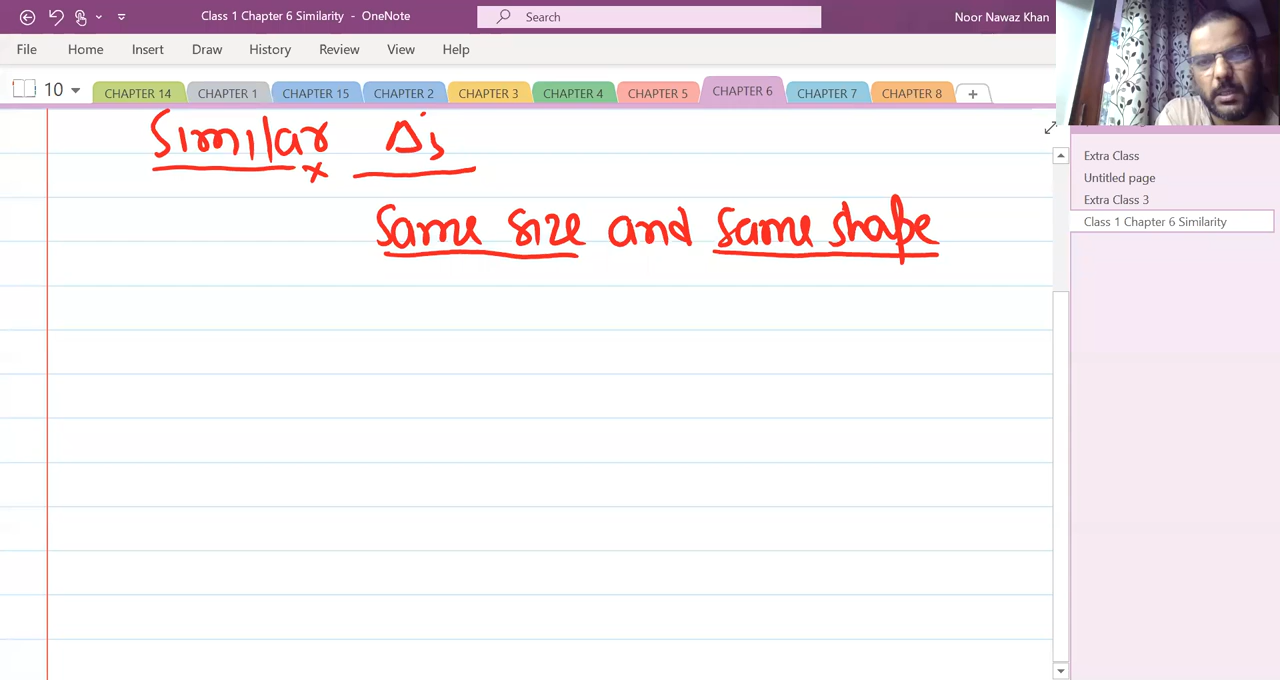 Class 1 Chapter 6 Similarity - OneNote
Search
Noor Nawaz Khan
File Home Insert Draw History Review View Help
10 CHAPTER 14 CHAPTER 1 CHAPTER 15 CHAPTER 2 CHAPTER 3 CHAPTER 4 CHAPTER 5 CHAPTER 6 CHAPTER 7 CHAPTER 8 +
Similar Δis
x
same size and same shape
Extra Class
Untitled page
Extra Class 3
Class 1 Chapter 6 Similarity